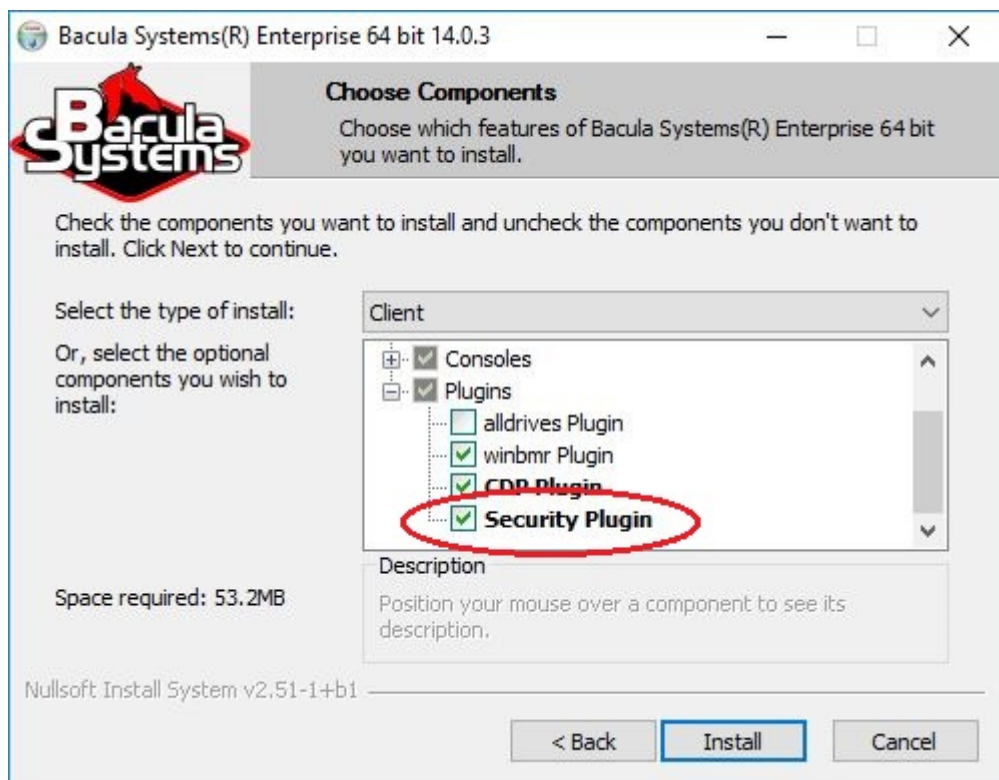 Bacula Systems(R) Enterprise 64 bit 14.0.3
Bacula
Systems
Choose Components
Choose which features of Bacula Systems(R) Enterprise 64 bit
you want to install.
Check the components you want to install and uncheck the components you don't want to
install. Click Next to continue.
Select the type of install:
Client
Or, select the optional
components you wish to
install:
Consoles
Plugins
alldrives Plugin
winbmr Plugin
CDP Plugin
Security Plugin
Space required: 53.2MB
Description
Position your mouse over a component to see its
description.
Nullsoft Install System v2.51-1+b1
< Back
Install
Cancel